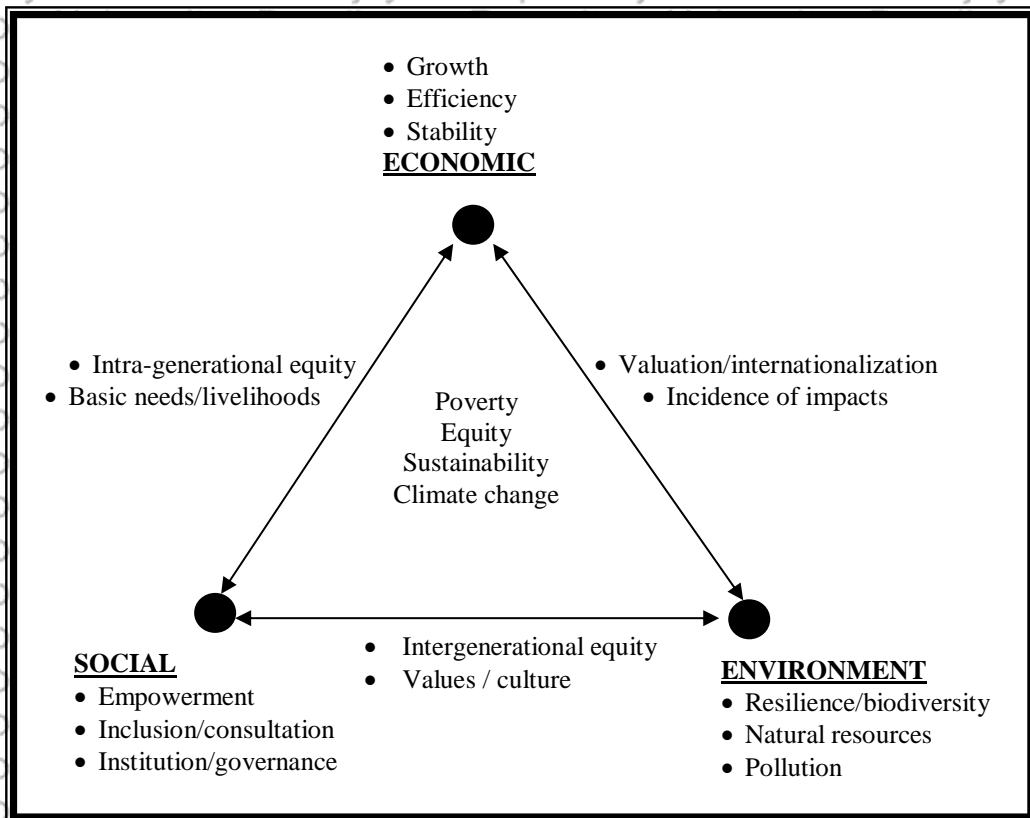 • Growth
• Efficiency
• Stability
ECONOMIC
• Intra-generational equity
• Basic needs/livelihoods
• Valuation/internationalization
• Incidence of impacts
Poverty
Equity
Sustainability
Climate change
SOCIAL
• Empowerment
• Inclusion/consultation
• Institution/governance
• Intergenerational equity
• Values / culture
ENVIRONMENT
• Resilience/biodiversity
• Natural resources
• Pollution